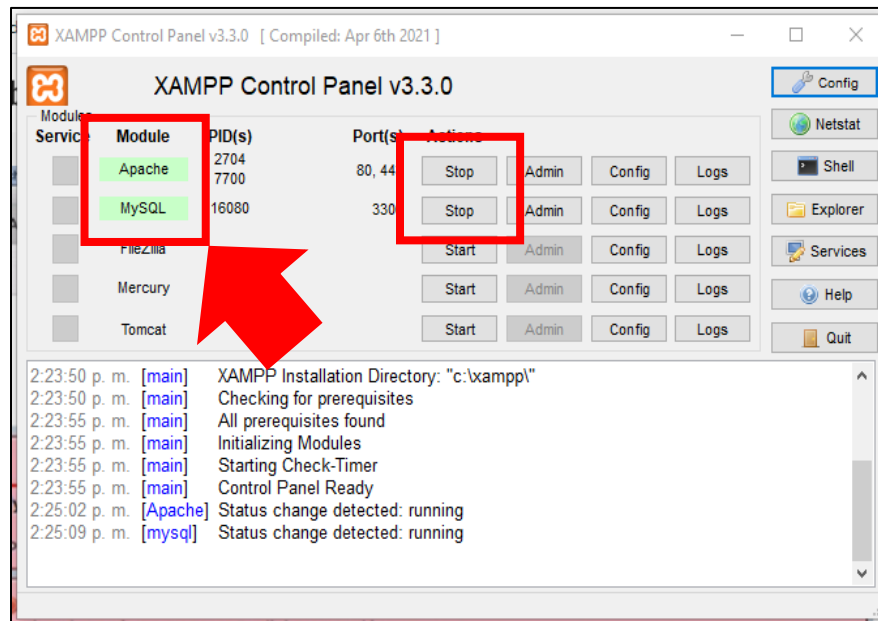 XAMPP Control Panel v3.3.0 [ Compiled: Apr 6th 2021 ]
XAMPP Control Panel v3.3.0
Config
Modules
Service Module PID(s) Port(s) Actions
Netstat
Apache 2704 7700 80, 44 Stop Admin Config Logs
Shell
MySQL 16080 330 Stop Admin Config Logs
Explorer
FileZilla Start Admin Config Logs
Services
Mercury Start Admin Config Logs
Help
Tomcat Start Admin Config Logs
Quit
2:23:50 p. m. [main] XAMPP Installation Directory: "c:\xampp\"
2:23:50 p. m. [main] Checking for prerequisites
2:23:55 p. m. [main] All prerequisites found
2:23:55 p. m. [main] Initializing Modules
2:23:55 p. m. [main] Starting Check-Timer
2:23:55 p. m. [main] Control Panel Ready
2:25:02 p. m. [Apache] Status change detected: running
2:25:09 p. m. [mysql] Status change detected: running